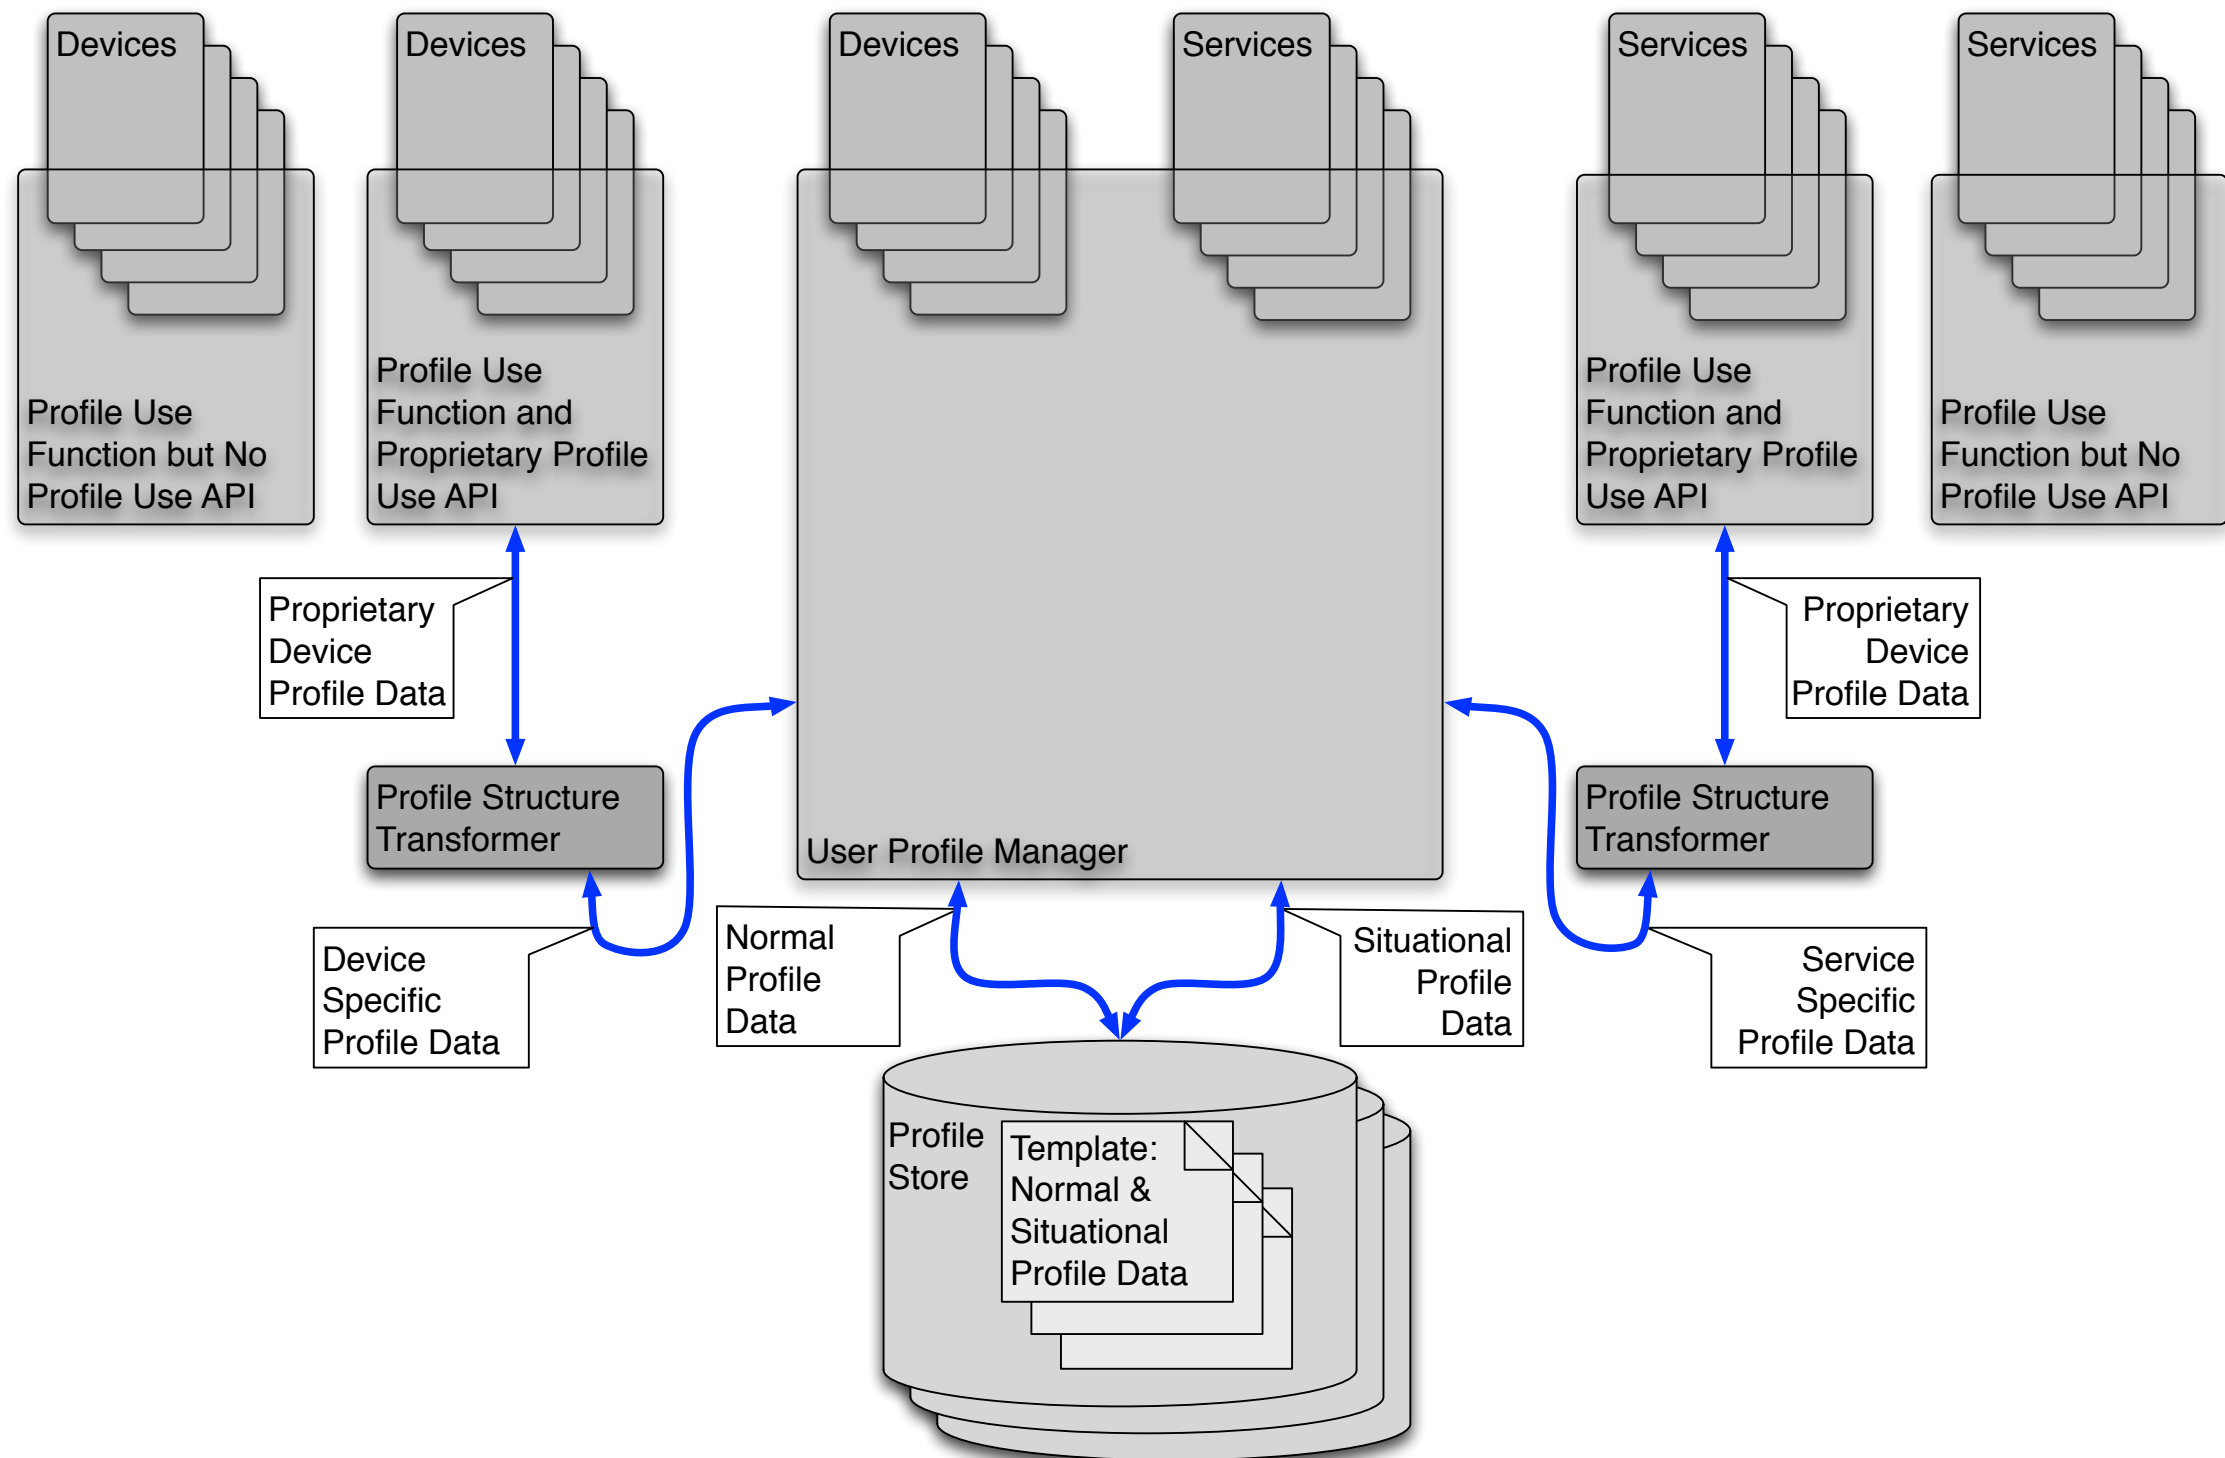 Devices
Devices
Devices
Services
Services
Services
Profile Use
Function but No
Profile Use API
Profile Use
Function and
Proprietary Profile
Use API
Profile Use
Function and
Proprietary Profile
Use API
Profile Use
Function but No
Profile Use API
Proprietary
Device
Profile Data
Proprietary
Device
Profile Data
Profile Structure
Transformer
User Profile Manager
Profile Structure
Transformer
Device
Specific
Profile Data
Normal
Profile
Data
Situational
Profile
Data
Service
Specific
Profile Data
Profile
Store
Template:
Normal &
Situational
Profile Data